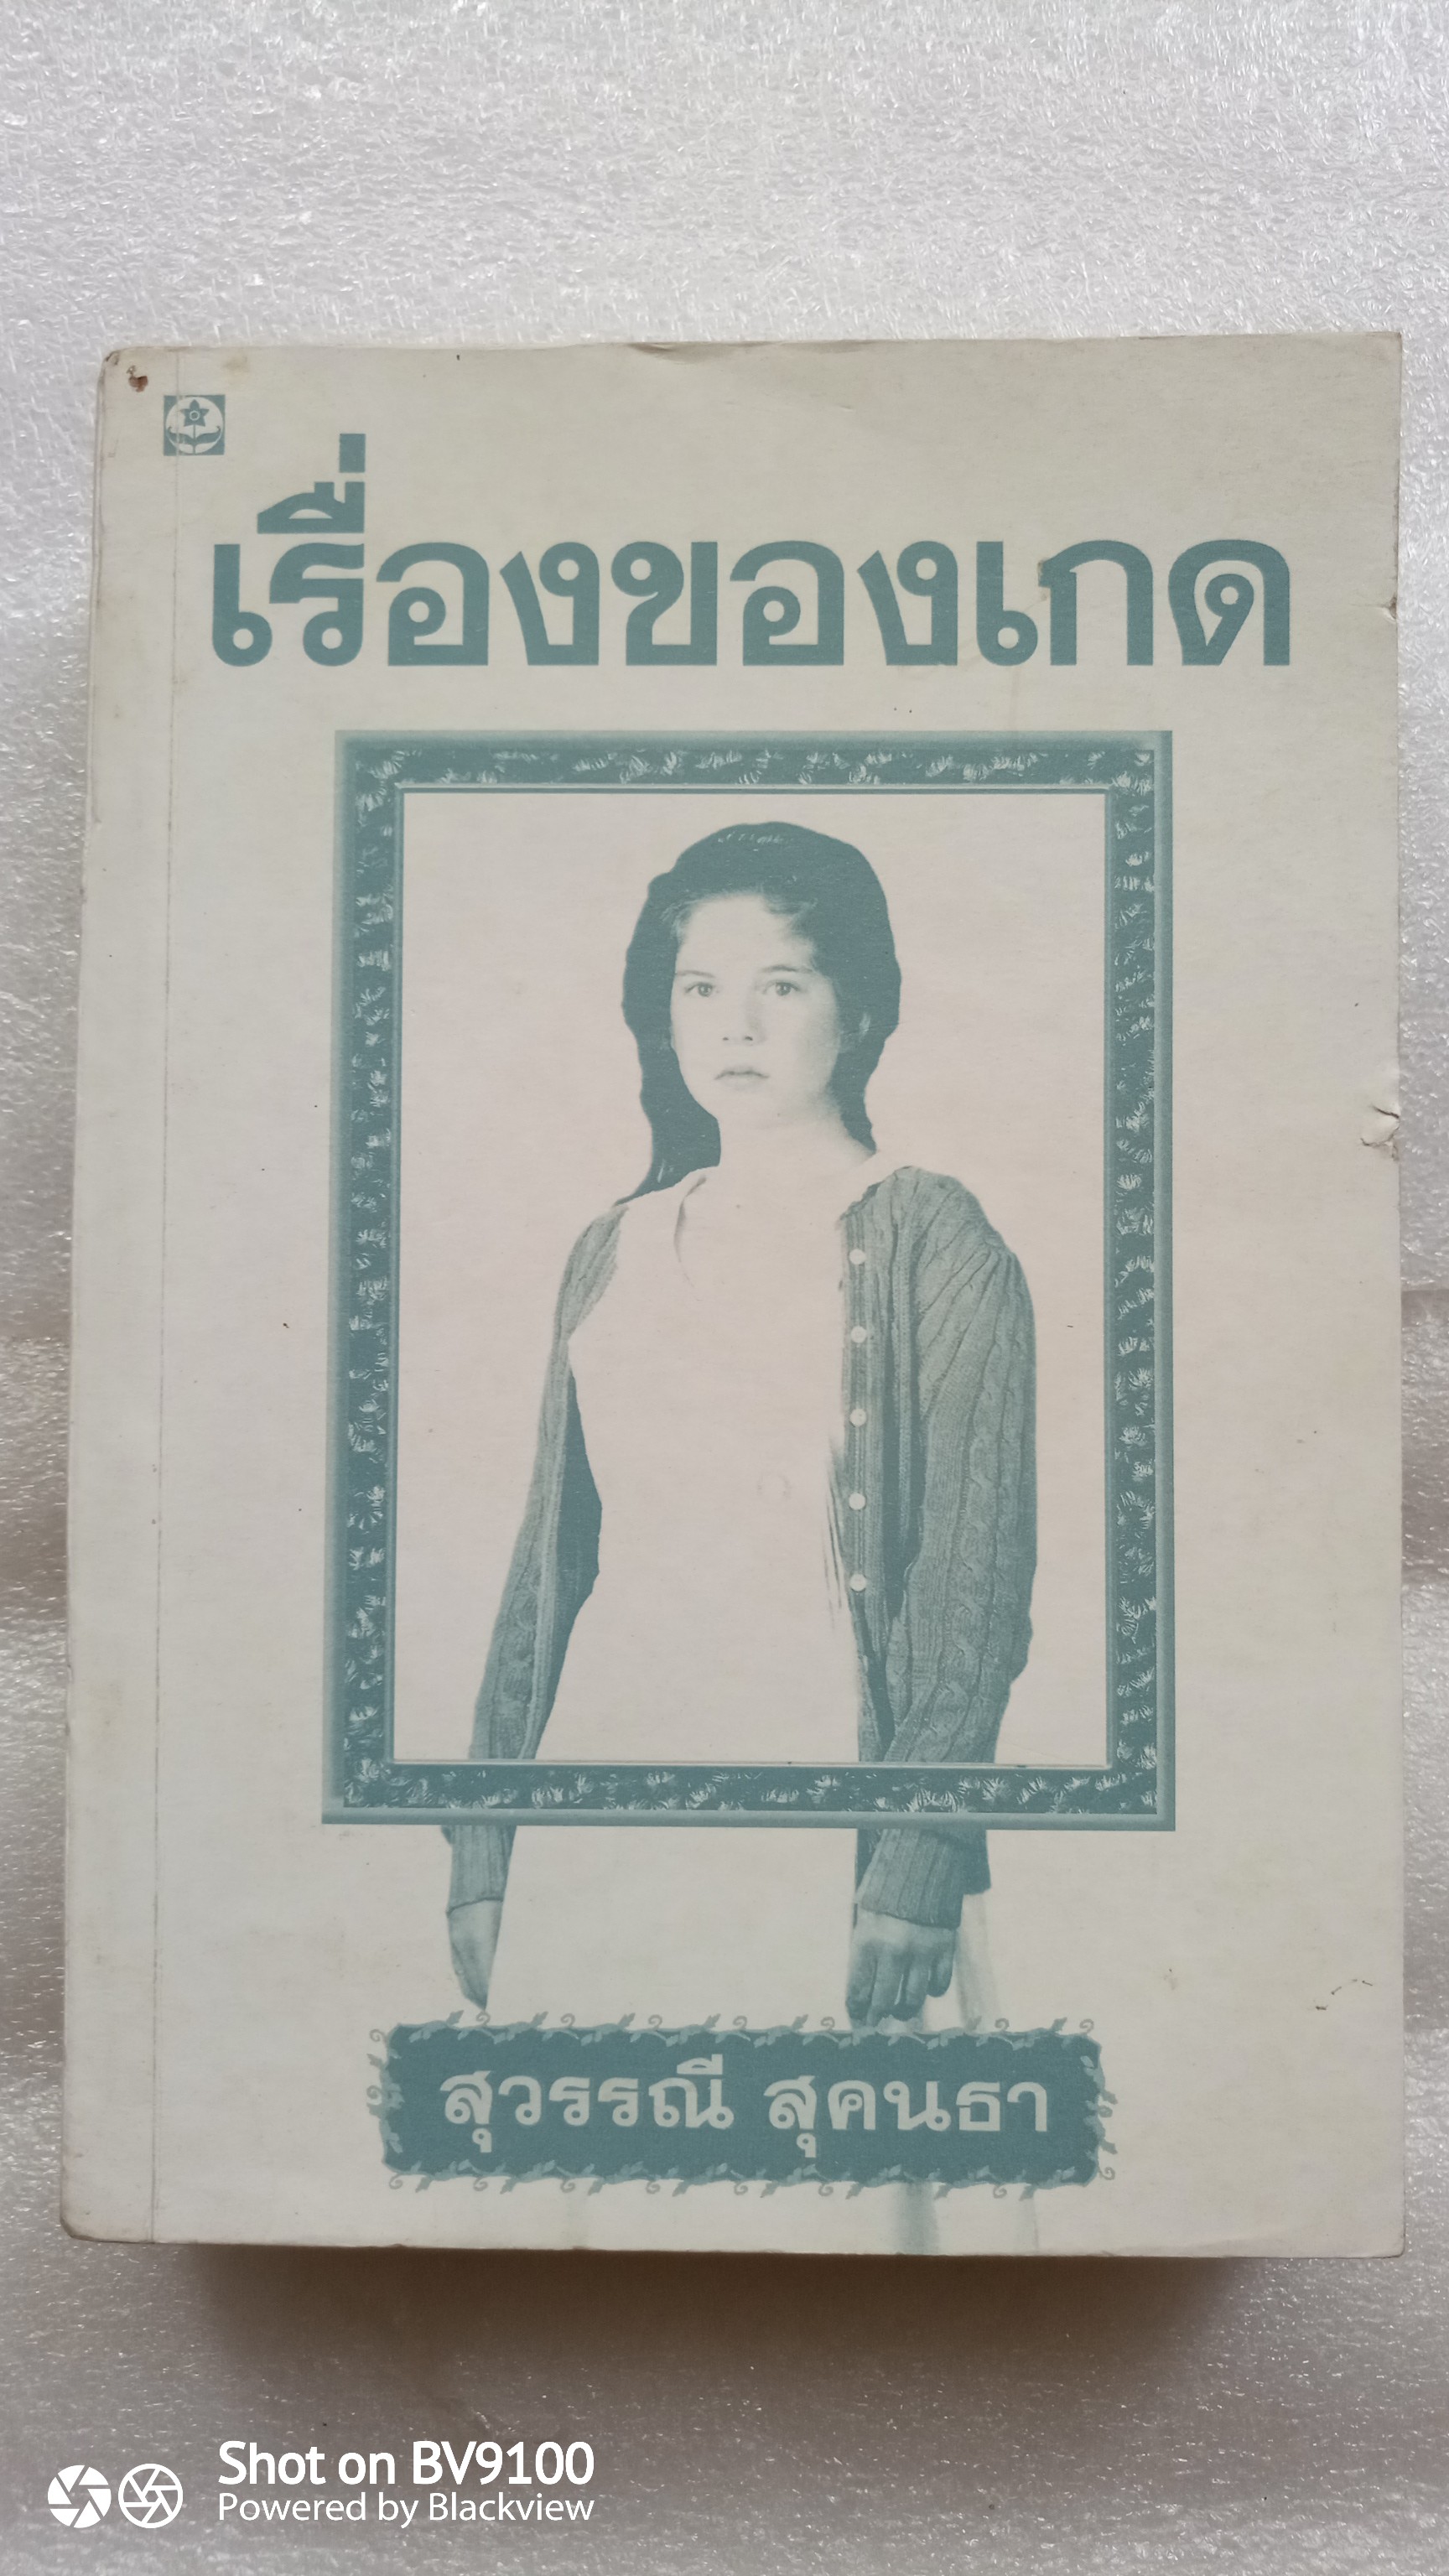 เรื่องของเกด
สุวรรณี สุคนธา
Shot on BV9100
Powered by Blackview